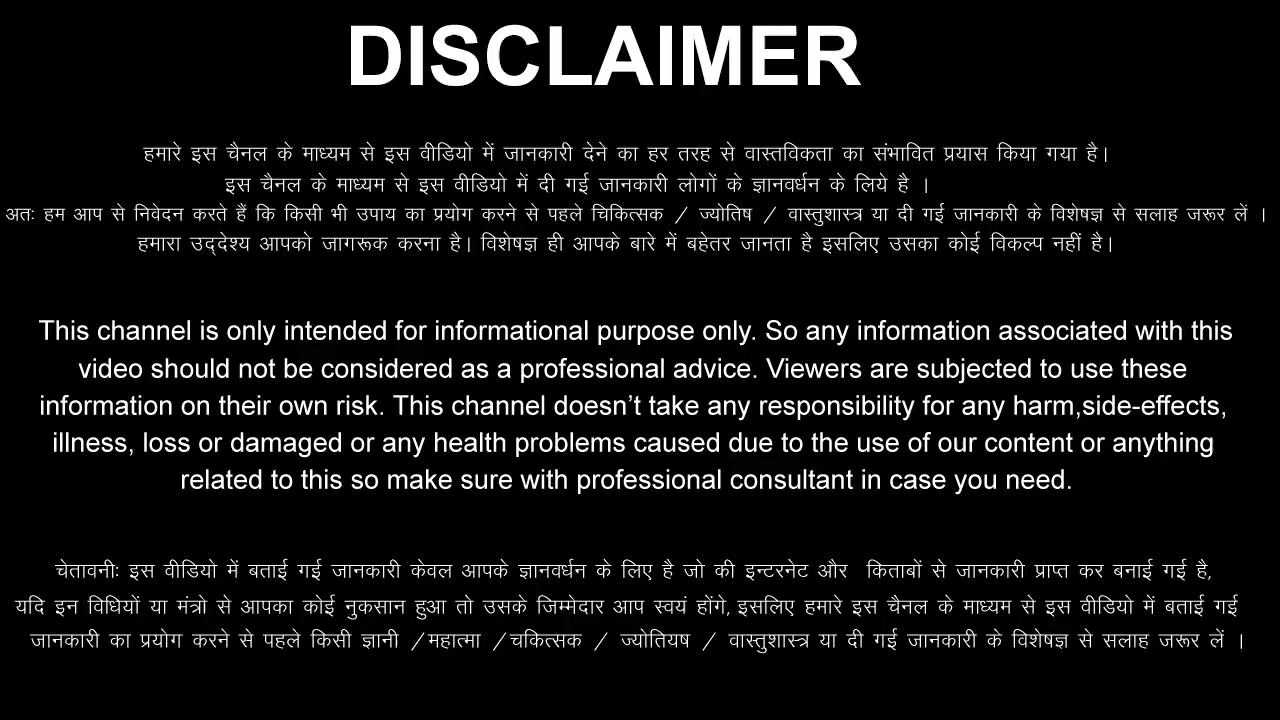 DISCLAIMER
हमारे इस चैनल के माध्यम से इस वीडियो में जानकारी देने का हर तरह से वास्तविकता का संभावित प्रयास किया गया है।
इस चैनल के माध्यम से इस वीडियो में दी गई जानकारी लोगों के ज्ञानवर्धन के लिये है ।
अतः हम आप से निवेदन करते हैं कि किसी भी उपाय का प्रयोग करने से पहले चिकित्सक / ज्योतिष / वास्तुशास्त्र या दी गई जानकारी के विशेषज्ञ से सलाह जरूर लें ।
हमारा उद्देश्य आपको जागरूक करना है। विशेषज्ञ ही आपके बारे में बहेतर जानता है इसलिए उसका कोई विकल्प नहीं है।
This channel is only intended for informational purpose only. So any information associated with this
video should not be considered as a professional advice. Viewers are subjected to use these
information on their own risk. This channel doesn’t take any responsibility for any harm,side-effects,
illness, loss or damaged or any health problems caused due to the use of our content or anything
related to this so make sure with professional consultant in case you need.
चेतावनीः इस वीडियो में बताई गई जानकारी केवल आपके ज्ञानवर्धन के लिए है जो की इन्टरनेट और किताबों से जानकारी प्राप्त कर बनाई गई है,
यदि इन विधियों या मंत्रो से आपका कोई नुकसान हुआ तो उसके जिम्मेदार आप स्वयं होंगे, इसलिए हमारे इस चैनल के माध्यम से इस वीडियो में बताई गई
जानकारी का प्रयोग करने से पहले किसी ज्ञानी /महात्मा /चकित्सक / ज्योतियष / वास्तुशास्त्र या दी गई जानकारी के विशेषज्ञ से सलाह जरूर लें ।